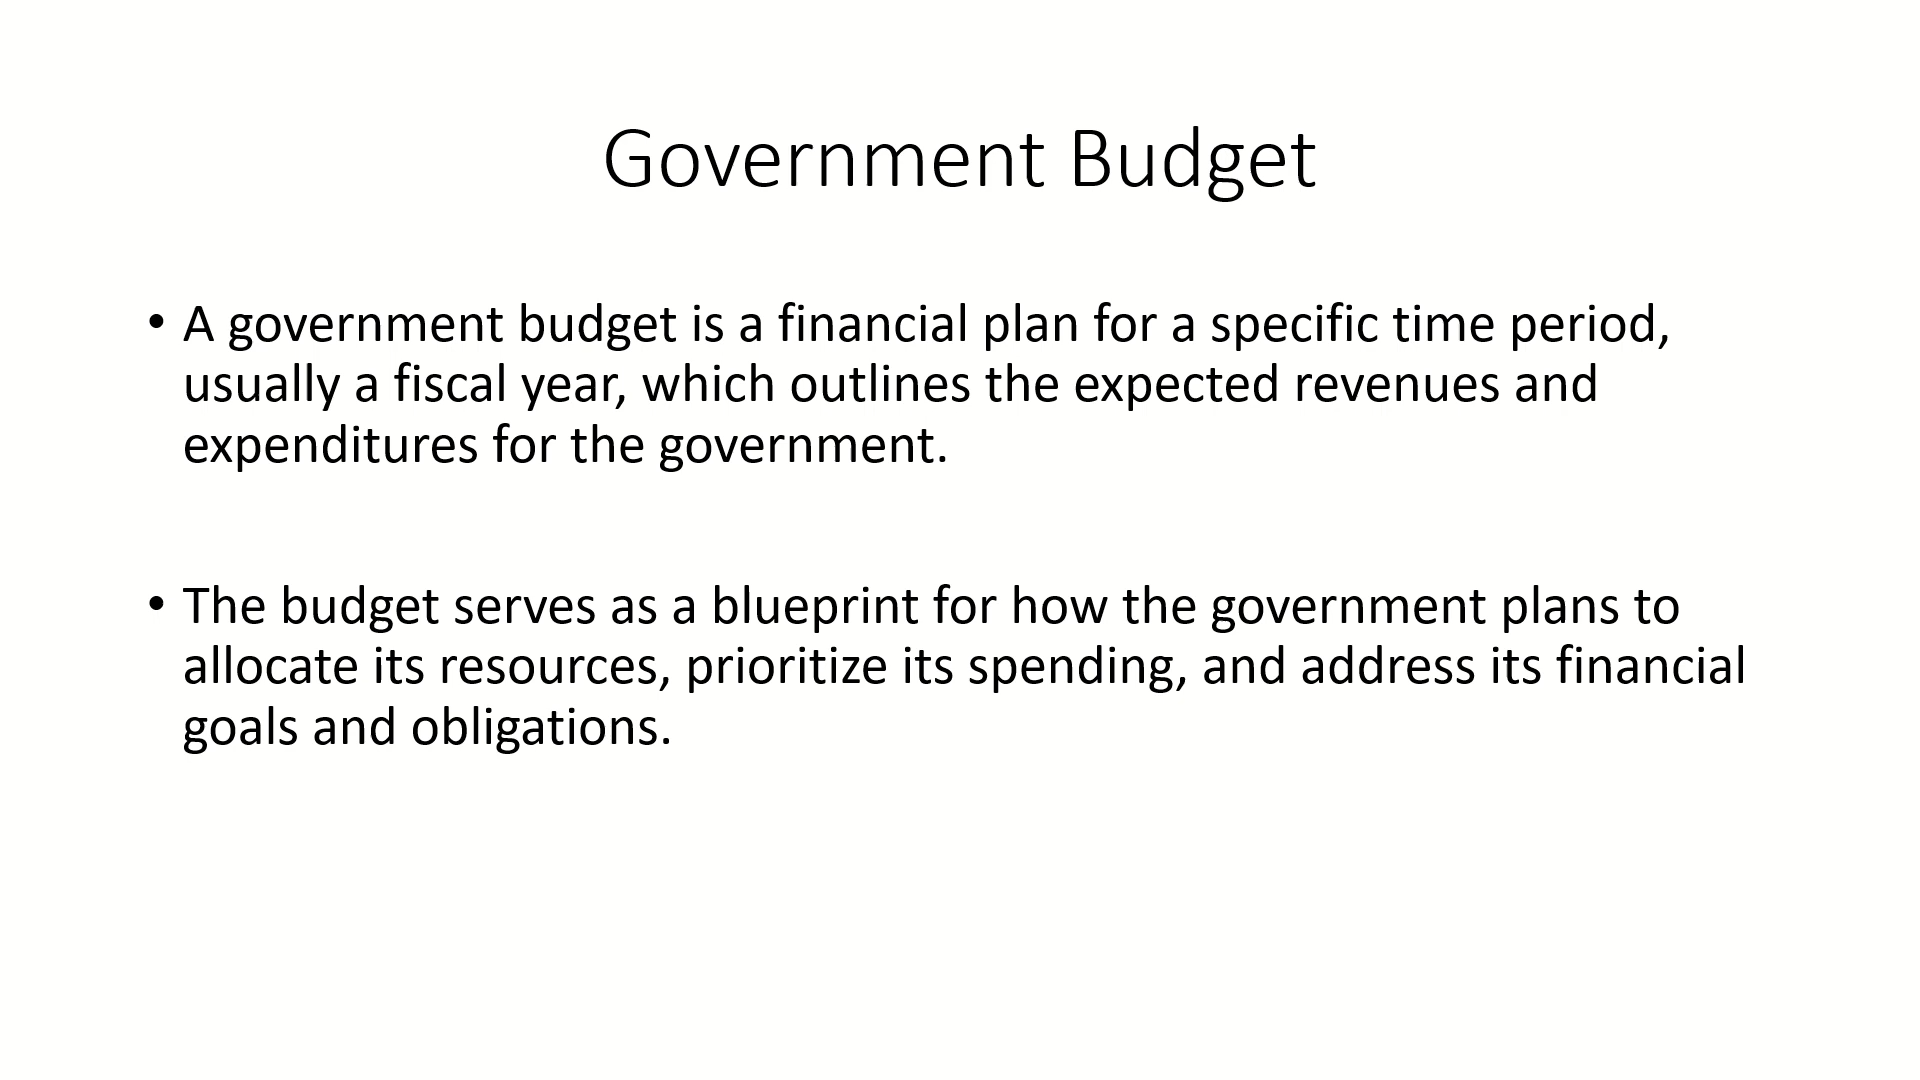 Government Budget
• A government budget is a financial plan for a specific time period,
usually a fiscal year, which outlines the expected revenues and
expenditures for the government.
• The budget serves as a blueprint for how the government plans to
allocate its resources, prioritize its spending, and address its financial
goals and obligations.